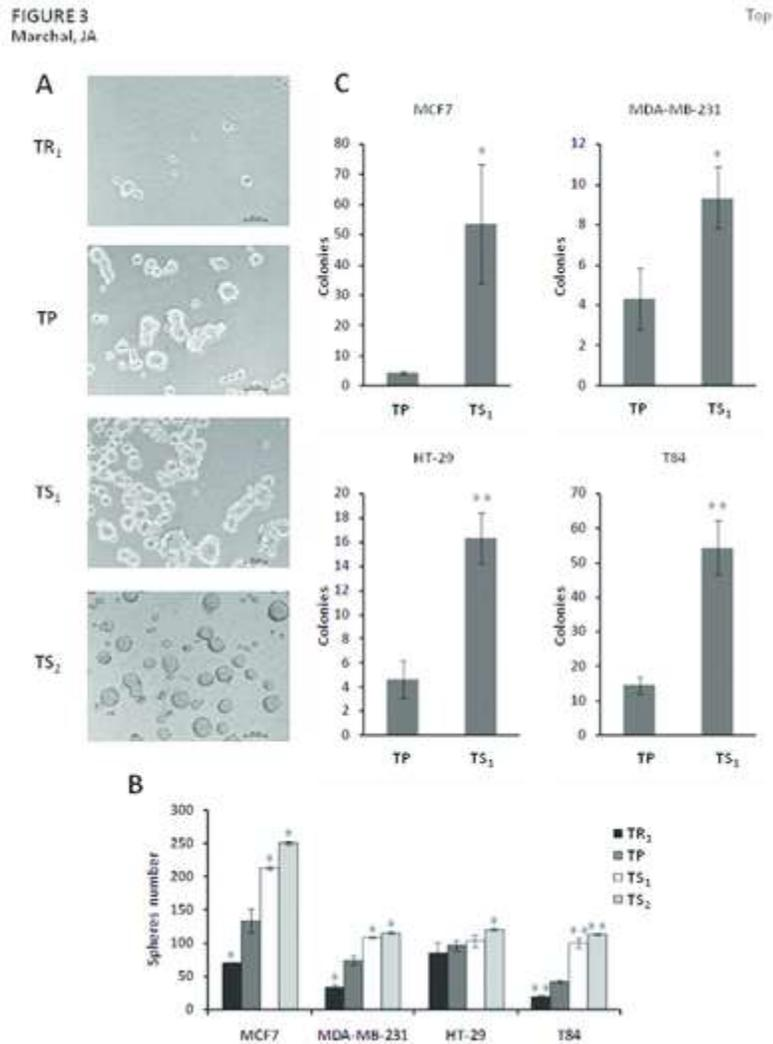 FIGURE 3
Marchal, JA
Top
A
TR1
TP
TS1
TS2
C
MCF7
80
70
60
50
40
30
20
10
0
Colonies
TP
TS1
*
MDA-MB-231
12
10
8
6
4
2
0
Colonies
TP
TS1
*
HT-29
20
18
16
14
12
10
8
6
4
2
0
Colonies
TP
TS1
**
T84
70
60
50
40
30
20
10
0
Colonies
TP
TS1
**
B
300
250
200
150
100
50
0
Spheres number
* * *
* * *
*
** ** **
MCF7
MDA-MB-231
HT-29
T84
TR1
TP
TS1
TS2